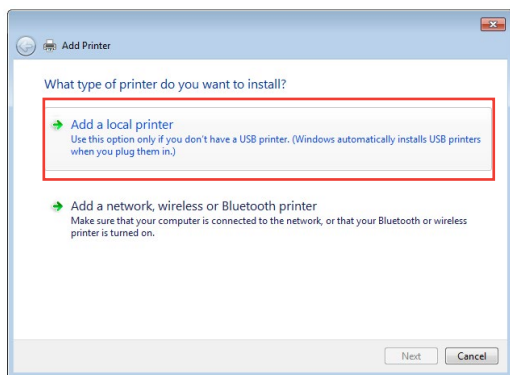 Add Printer
What type of printer do you want to install?
Add a local printer
Use this option only if you don't have a USB printer. (Windows automatically installs USB printers
when you plug them in.)
Add a network, wireless or Bluetooth printer
Make sure that your computer is connected to the network, or that your Bluetooth or wireless
printer is turned on.
Next Cancel